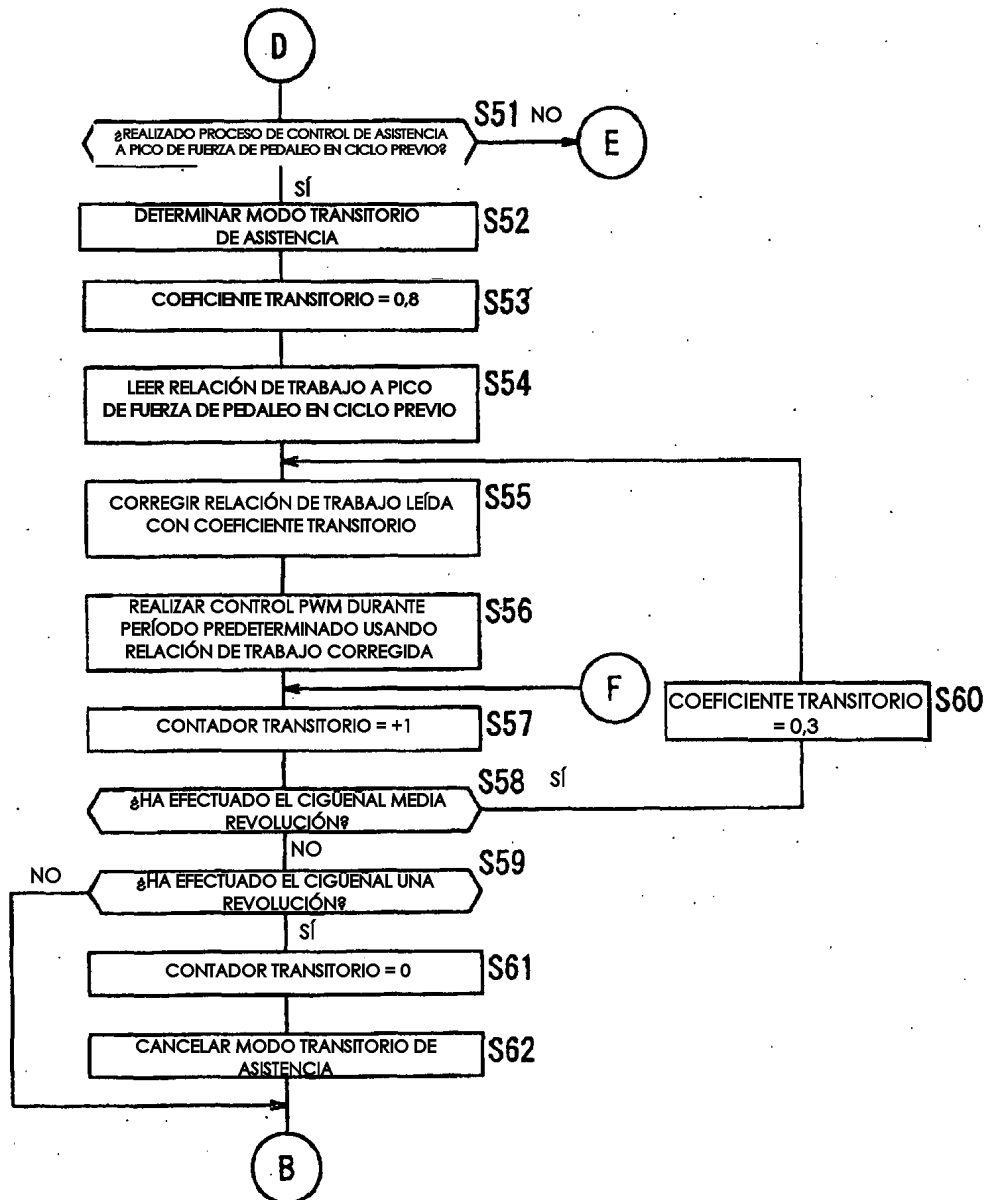 D
S51 NO
¿REALIZADO PROCESO DE CONTROL DE ASISTENCIA
A PICO DE FUERZA DE PEDALEO EN CICLO PREVIO?
E
SÍ
DETERMINAR MODO TRANSITORIO
DE ASISTENCIA
S52
COEFICIENTE TRANSITORIO = 0,8
S53
LEER RELACIÓN DE TRABAJO A PICO
DE FUERZA DE PEDALEO EN CICLO PREVIO
S54
CORREGIR RELACIÓN DE TRABAJO LEÍDA
CON COEFICIENTE TRANSITORIO
S55
REALIZAR CONTROL PWM DURANTE
PERÍODO PREDETERMINADO USANDO
RELACIÓN DE TRABAJO CORREGIDA
S56
F
COEFICIENTE TRANSITORIO
= 0,3
S60
CONTADOR TRANSITORIO = +1
S57
S58 SÍ
¿HA EFECTUADO EL CIGÜEÑAL MEDIA
REVOLUCIÓN?
NO
S59
NO
¿HA EFECTUADO EL CIGÜEÑAL UNA
REVOLUCIÓN?
SÍ
CONTADOR TRANSITORIO = 0
S61
CANCELAR MODO TRANSITORIO DE
ASISTENCIA
S62
B